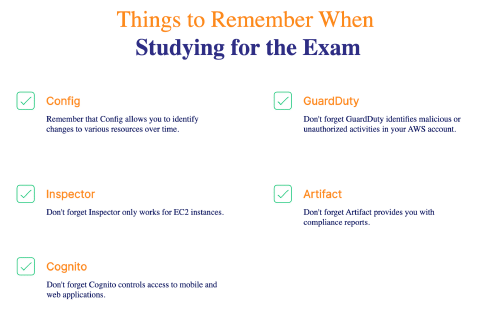 Things to Remember When
Studying for the Exam
Config
Remember that Config allows you to identify
changes to various resources over time.
GuardDuty
Don't forget GuardDuty identifies malicious or
unauthorized activities in your AWS account.
Inspector
Don't forget Inspector only works for EC2 instances.
Artifact
Don't forget Artifact provides you with
compliance reports.
Cognito
Don't forget Cognito controls access to mobile and
web applications.